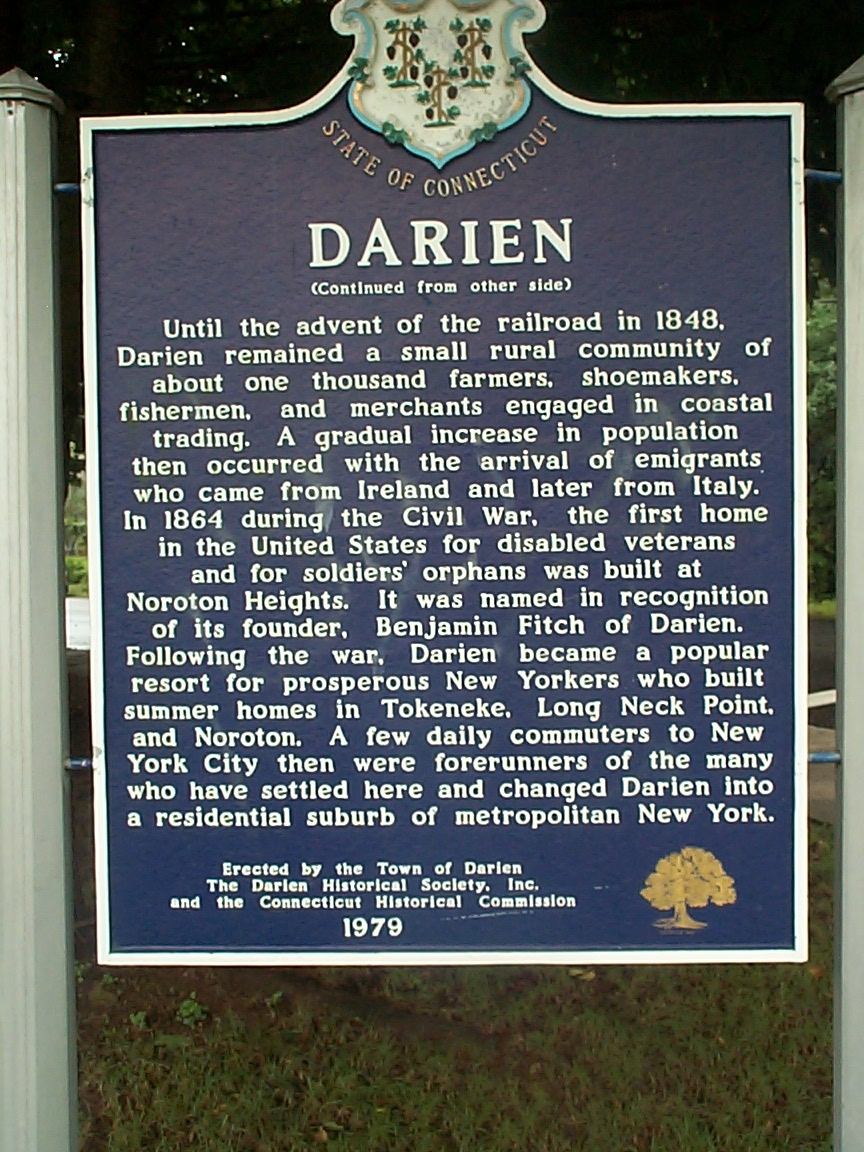 STATE OF CONNECTICUT
DARIEN
(Continued from other side)
Until the advent of the railroad in 1848,
Darien remained a small rural community of
about one thousand farmers, shoemakers,
fishermen, and merchants engaged in coastal
trading. A gradual increase in population
then occurred with the arrival of emigrants
who came from Ireland and later from Italy.
In 1864 during the Civil War, the first home
in the United States for disabled veterans
and for soldiers' orphans was built at
Noroton Heights. It was named in recognition
of its founder, Benjamin Fitch of Darien.
Following the war, Darien became a popular
resort for prosperous New Yorkers who built
summer homes in Tokeneke, Long Neck Point,
and Noroton. A few daily commuters to New
York City then were forerunners of the many
who have settled here and changed Darien into
a residential suburb of metropolitan New York.
Erected by the Town of Darien
The Darien Historical Society, Inc.
and the Connecticut Historical Commission
1979